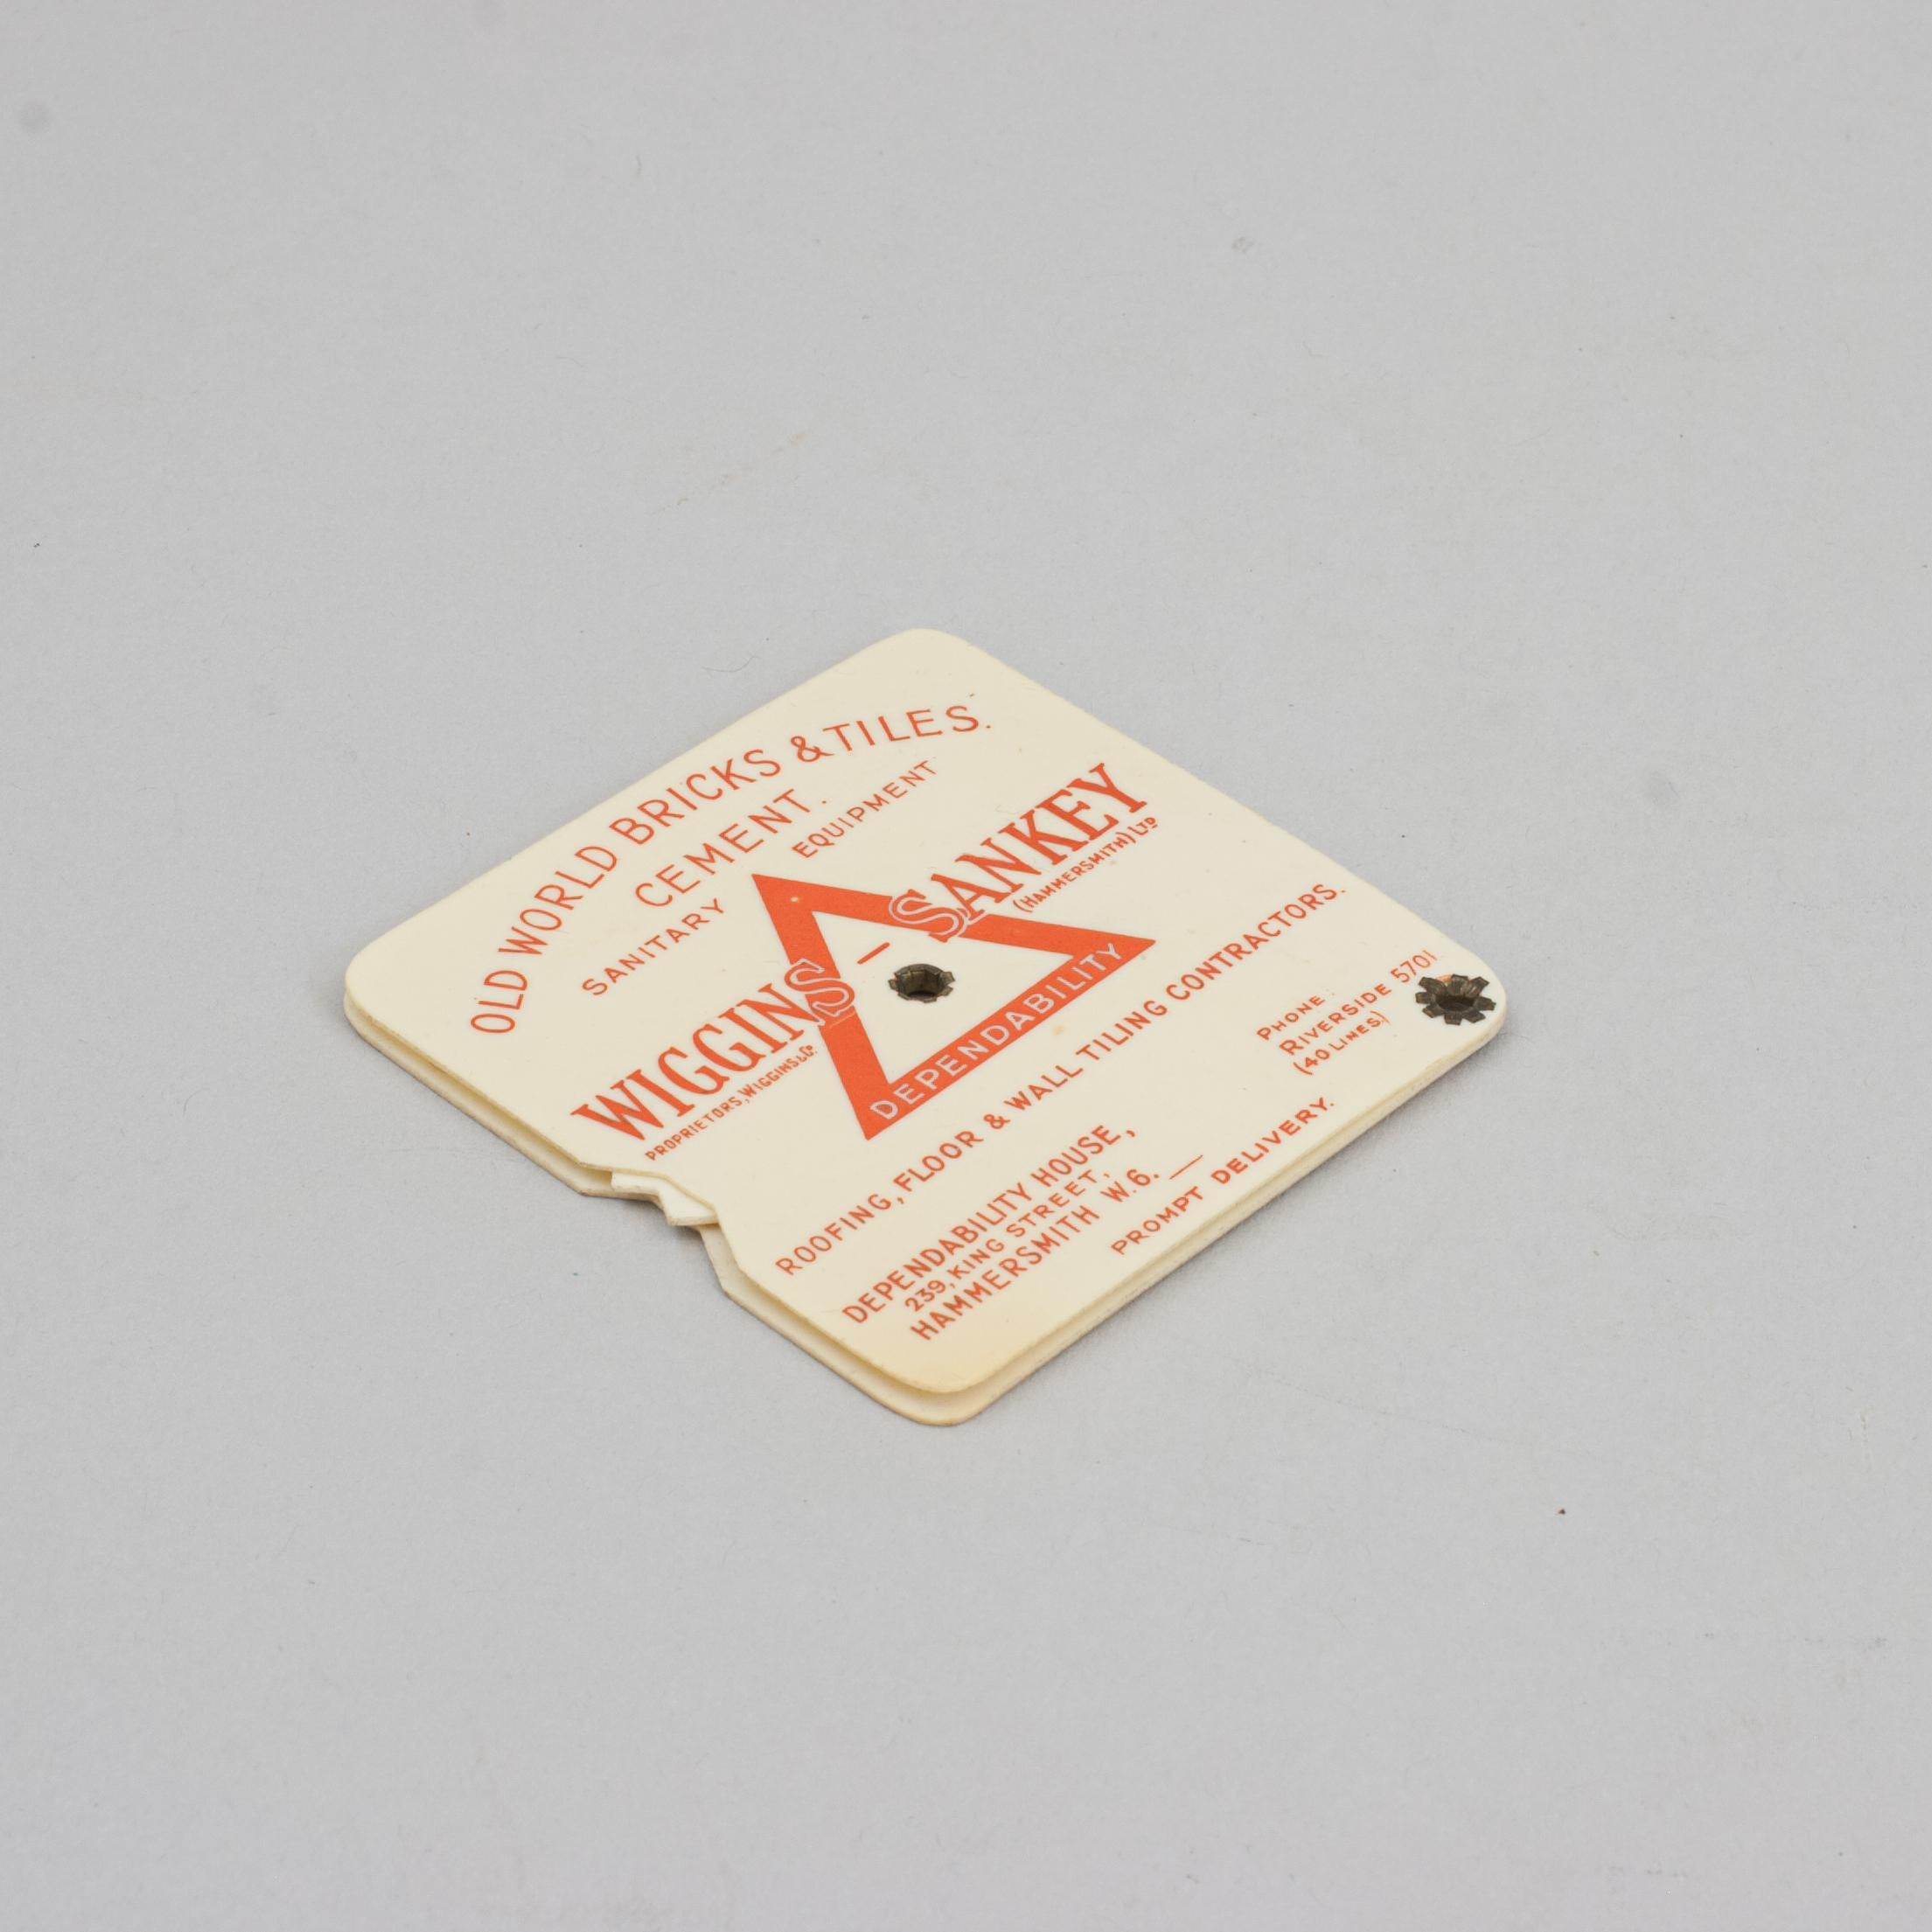 OLD WORLD BRICKS & TILES.
CEMENT.
SANITARY EQUIPMENT
WIGGINS – SANKEY
PROPRIETORS, WIGGINS & Co. (HAMMERSMITH) LTD
DEPENDABILITY
ROOFING, FLOOR & WALL TILING CONTRACTORS.
DEPENDABILITY HOUSE,
239, KING STREET,
HAMMERSMITH W.6. —
PHONE:
RIVERSIDE 5701
(40 LINES.)
PROMPT DELIVERY.